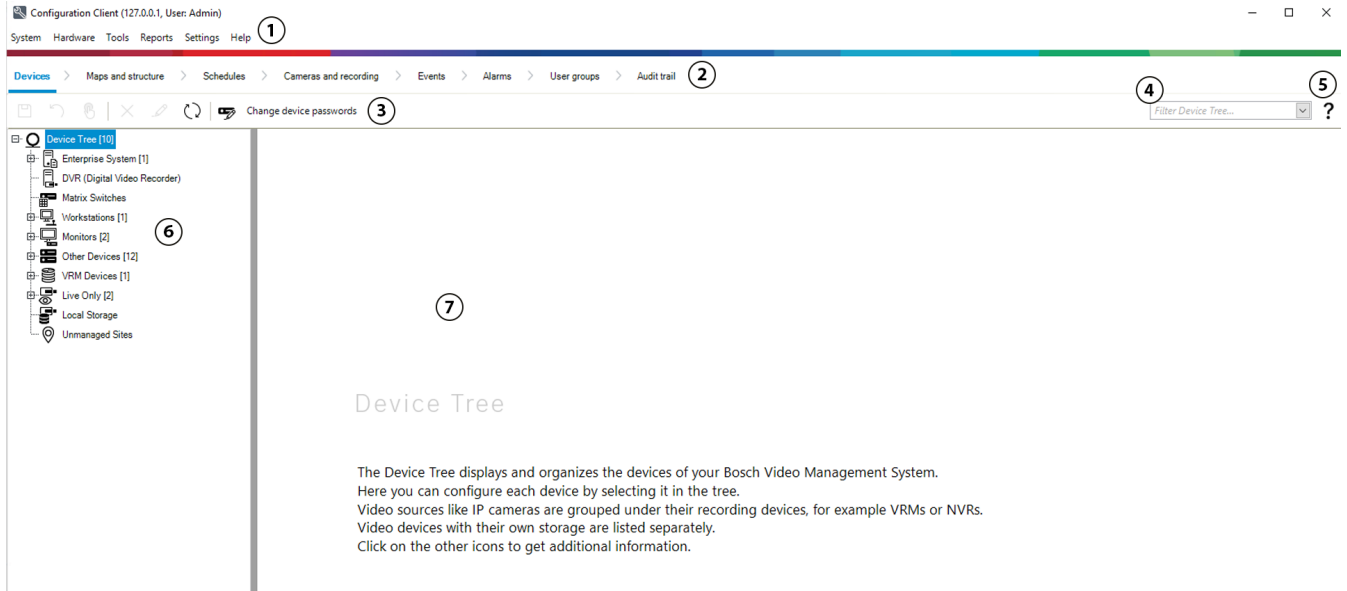 Configuration Client (127.0.0.1, User: Admin)
System Hardware Tools Reports Settings Help 1
Devices Maps and structure Schedules Cameras and recording Events Alarms User groups Audit trail 2
Change device passwords 3
4
5
Filter Device Tree...
?
Device Tree [10]
Enterprise System [1]
DVR (Digital Video Recorder)
Matrix Switches
Workstations [1]
Monitors [2]
6
Other Devices [12]
VRM Devices [1]
Live Only [2]
Local Storage
Unmanaged Sites
7
Device Tree
The Device Tree displays and organizes the devices of your Bosch Video Management System.
Here you can configure each device by selecting it in the tree.
Video sources like IP cameras are grouped under their recording devices, for example VRMs or NVRs.
Video devices with their own storage are listed separately.
Click on the other icons to get additional information.